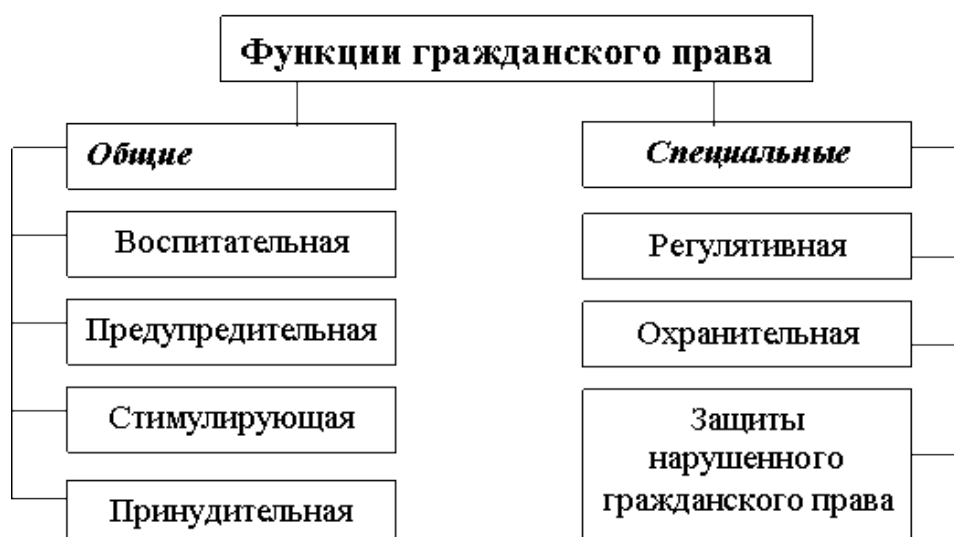 Функции гражданского права
Общие
Воспитательная
Предупредительная
Стимулирующая
Принудительная
Специальные
Регулятивная
Охранительная
Защиты
нарушенного
гражданского права